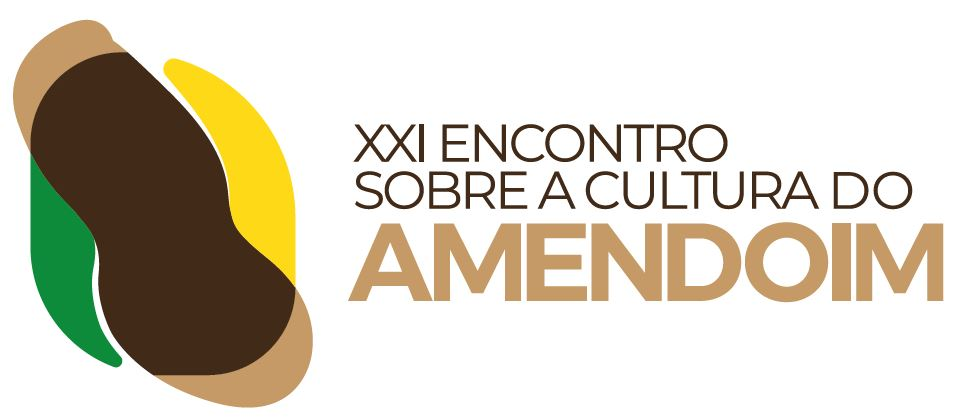 XXI ENCONTRO
SOBRE A CULTURA DO
AMENDOIM